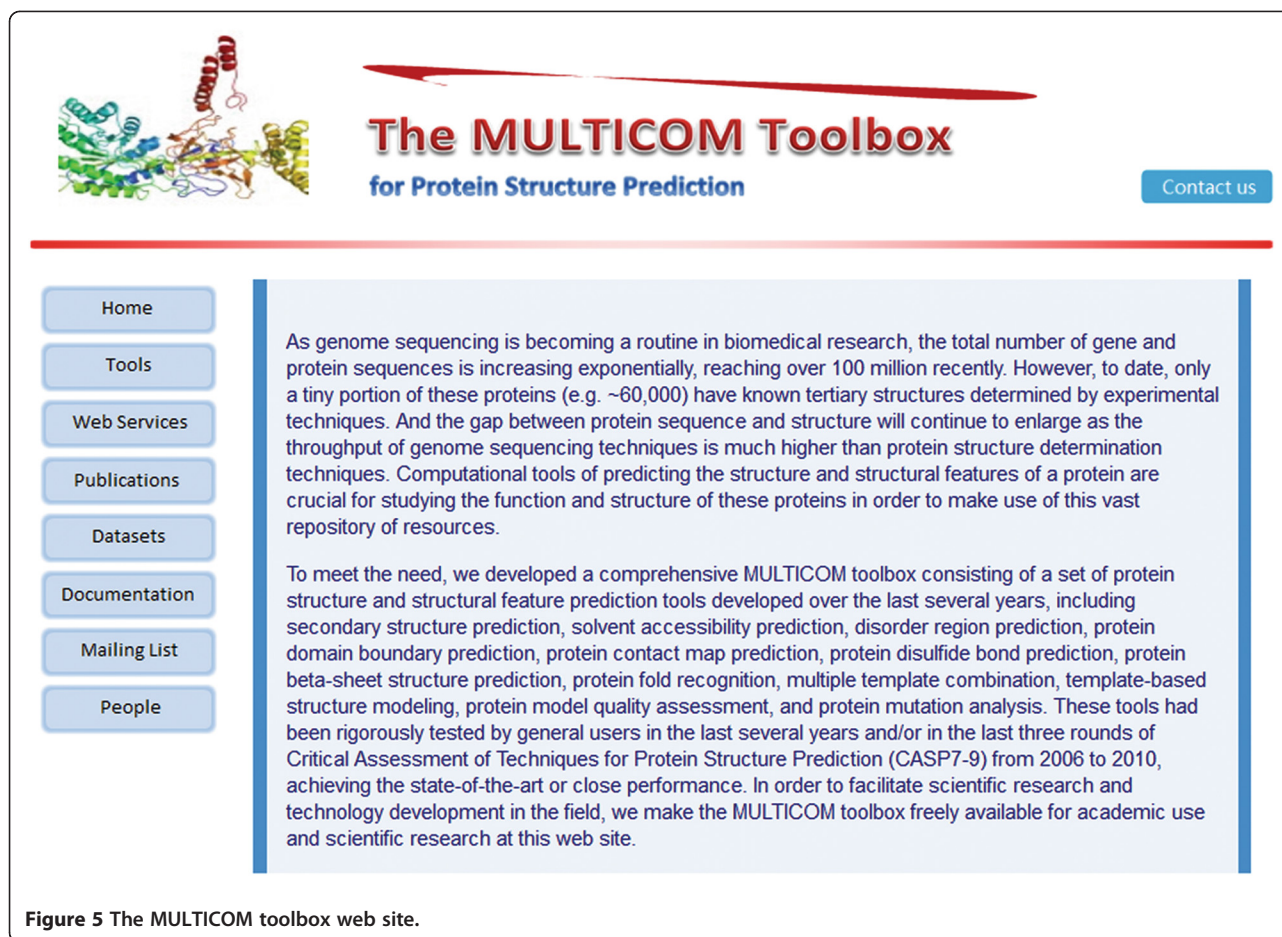 The MULTICOM Toolbox
for Protein Structure Prediction
Contact us
Home
Tools
Web Services
Publications
Datasets
Documentation
Mailing List
People
As genome sequencing is becoming a routine in biomedical research, the total number of gene and
protein sequences is increasing exponentially, reaching over 100 million recently. However, to date, only
a tiny portion of these proteins (e.g. ~60,000) have known tertiary structures determined by experimental
techniques. And the gap between protein sequence and structure will continue to enlarge as the
throughput of genome sequencing techniques is much higher than protein structure determination
techniques. Computational tools of predicting the structure and structural features of a protein are
crucial for studying the function and structure of these proteins in order to make use of this vast
repository of resources.
To meet the need, we developed a comprehensive MULTICOM toolbox consisting of a set of protein
structure and structural feature prediction tools developed over the last several years, including
secondary structure prediction, solvent accessibility prediction, disorder region prediction, protein
domain boundary prediction, protein contact map prediction, protein disulfide bond prediction, protein
beta-sheet structure prediction, protein fold recognition, multiple template combination, template-based
structure modeling, protein model quality assessment, and protein mutation analysis. These tools had
been rigorously tested by general users in the last several years and/or in the last three rounds of
Critical Assessment of Techniques for Protein Structure Prediction (CASP7-9) from 2006 to 2010,
achieving the state-of-the-art or close performance. In order to facilitate scientific research and
technology development in the field, we make the MULTICOM toolbox freely available for academic use
and scientific research at this web site.
Figure 5 The MULTICOM toolbox web site.